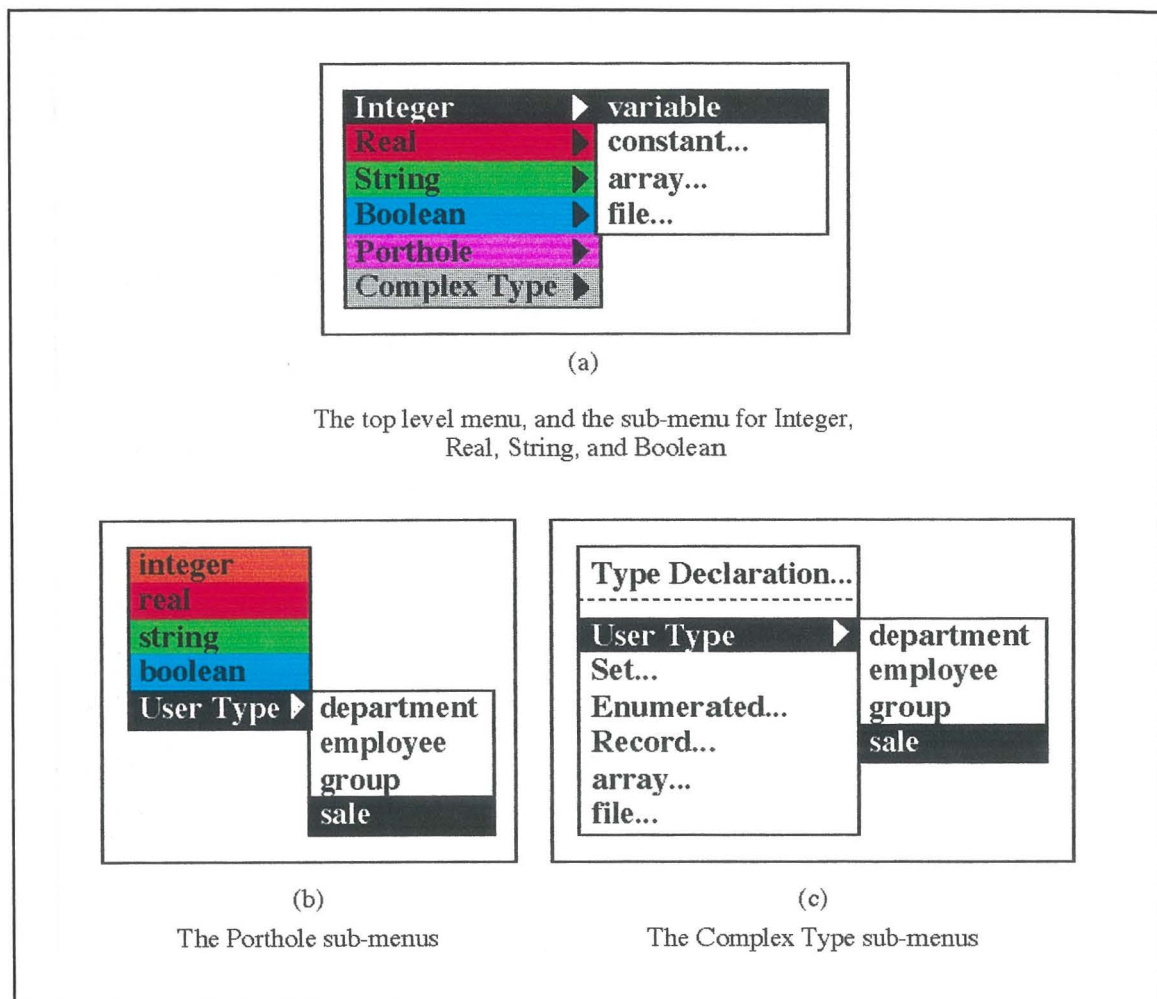 Integer variable
Real constant...
String array...
Boolean file...
Porthole
Complex Type
(a)
The top level menu, and the sub-menu for Integer,
Real, String, and Boolean
integer
real
string
boolean
User Type department
employee
group
sale
(b)
The Porthole sub-menus
Type Declaration...
User Type department
Set... employee
Enumerated... group
Record... sale
array...
file...
(c)
The Complex Type sub-menus